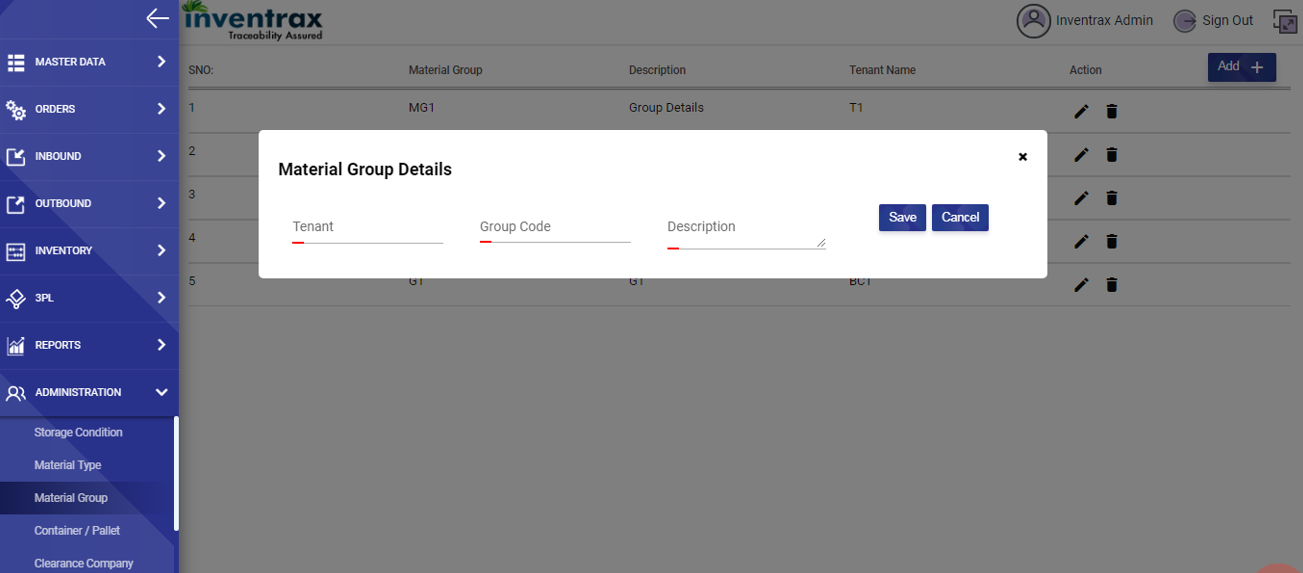 inventrax
Traceability Assured
Inventrax Admin
Sign Out
MASTER DATA
ORDERS
INBOUND
OUTBOUND
INVENTORY
3PL
REPORTS
ADMINISTRATION
Storage Condition
Material Type
Material Group
Container / Pallet
Clearance Company
SNO: Material Group Description Tenant Name Action Add +
1 MG1 Group Details T1
2
3
4
5 G1 G1 BC1
Material Group Details
Tenant Group Code Description Save Cancel